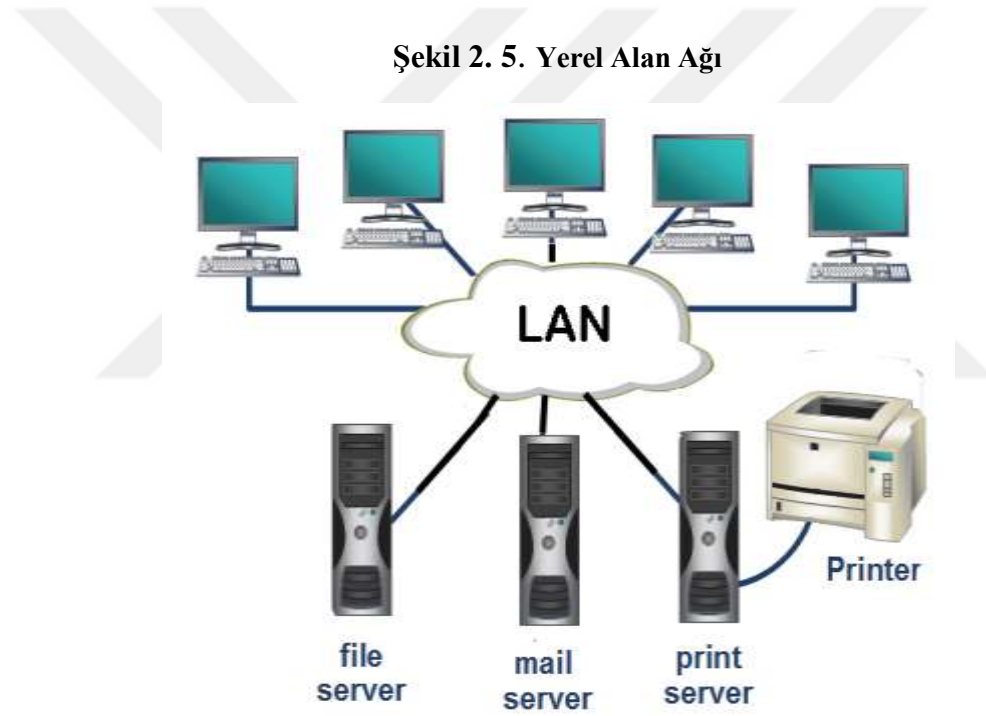 Şekil 2. 5. Yerel Alan Ağı
LAN
Printer
file
server
mail
server
print
server